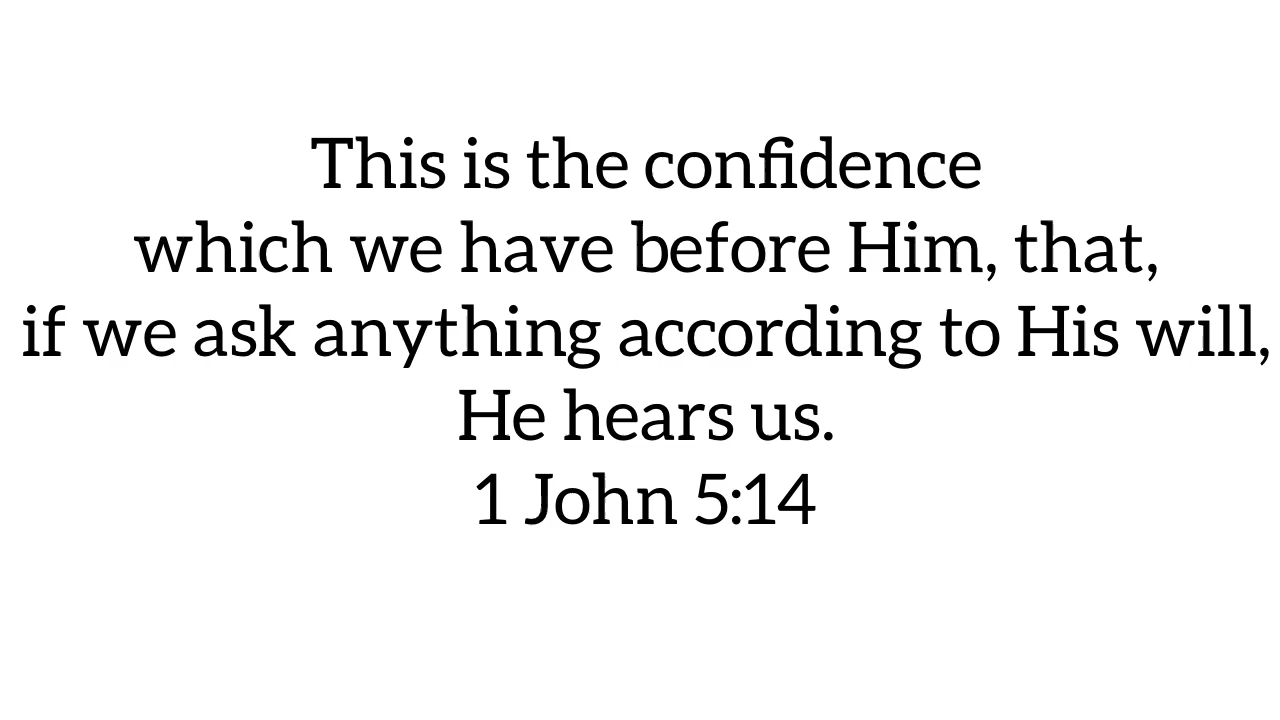 This is the confidence
which we have before Him, that,
if we ask anything according to His will,
He hears us.
1 John 5:14